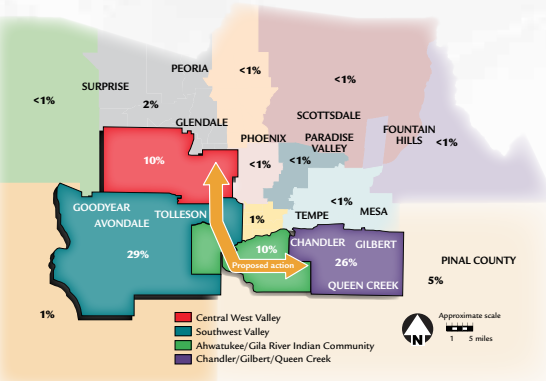 PEORIA
<1%
<1%
SURPRISE
<1%
2%
SCOTTSDALE
GLENDALE
PHOENIX
PARADISE
VALLEY
FOUNTAIN
HILLS
<1%
10%
<1%
<1%
<1%
GOODYEAR
AVONDALE
TOLLESON
1%
TEMPE
MESA
29%
10%
CHANDLER
GILBERT
Proposed action
26%
PINAL COUNTY
QUEEN CREEK
5%
1%
Central West Valley
Southwest Valley
Ahwatukee/Gila River Indian Community
Chandler/Gilbert/Queen Creek
N
Approximate scale
1 5 miles